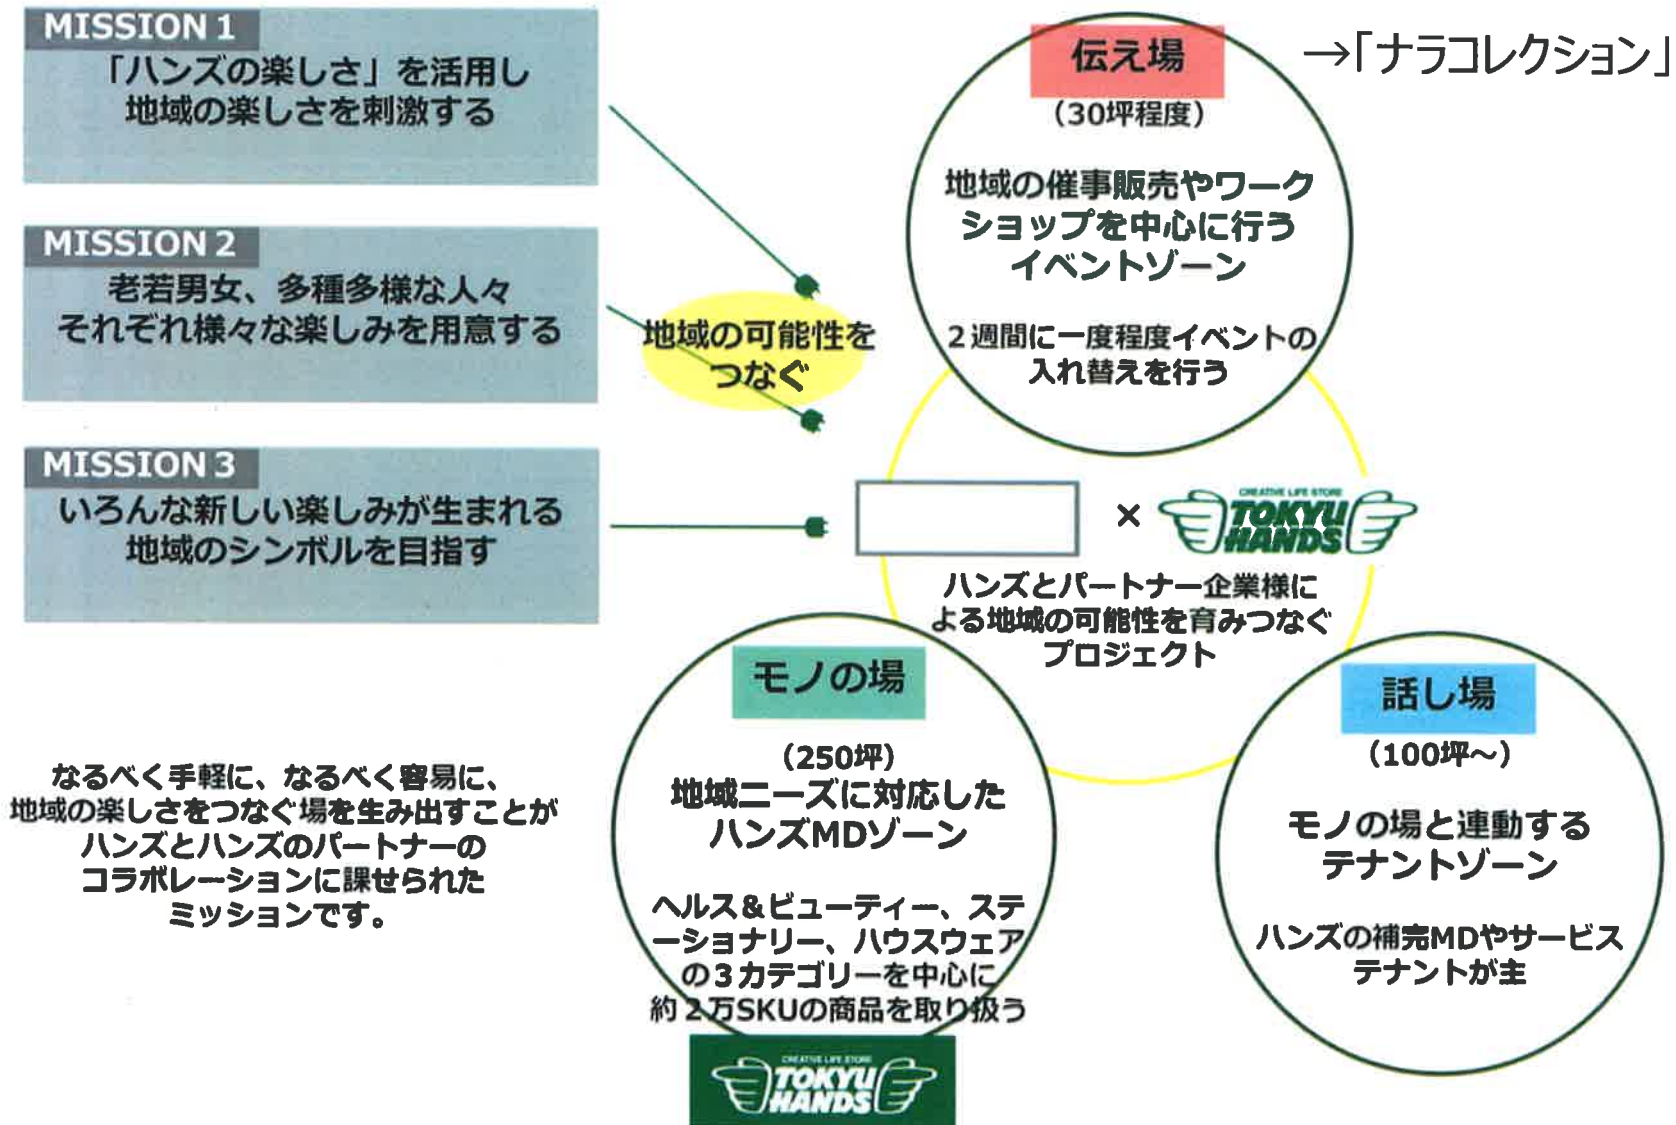 MISSION 1
「ハンズの楽しさ」を活用し
地域の楽しさを刺激する
MISSION 2
老若男女、多種多様な人々
それぞれ様々な楽しみを用意する
MISSION 3
いろんな新しい楽しみが生まれる
地域のシンボルを目指す
地域の可能性を
つなぐ
なるべく手軽に、なるべく容易に、
地域の楽しさをつなぐ場を生み出すことが
ハンズとハンズのパートナーの
コラボレーションに課せられた
ミッションです。
伝え場
→「ナラコレクション」
（30坪程度）
地域の催事販売やワーク
ショップを中心に行う
イベントゾーン
２週間に一度程度イベントの
入れ替えを行う
×
CREATIVE LIFE STORE
TOKYU
HANDS
ハンズとパートナー企業様に
よる地域の可能性を育みつなぐ
プロジェクト
モノの場
（250坪）
地域ニーズに対応した
ハンズMDゾーン
ヘルス＆ビューティー、ステ
ーショナリー、ハウスウェア
の３カテゴリーを中心に
約２万SKUの商品を取り扱う
CREATIVE LIFE STORE
TOKYU
HANDS
話し場
（100坪～）
モノの場と連動する
テナントゾーン
ハンズの補完MDやサービス
テナントが主